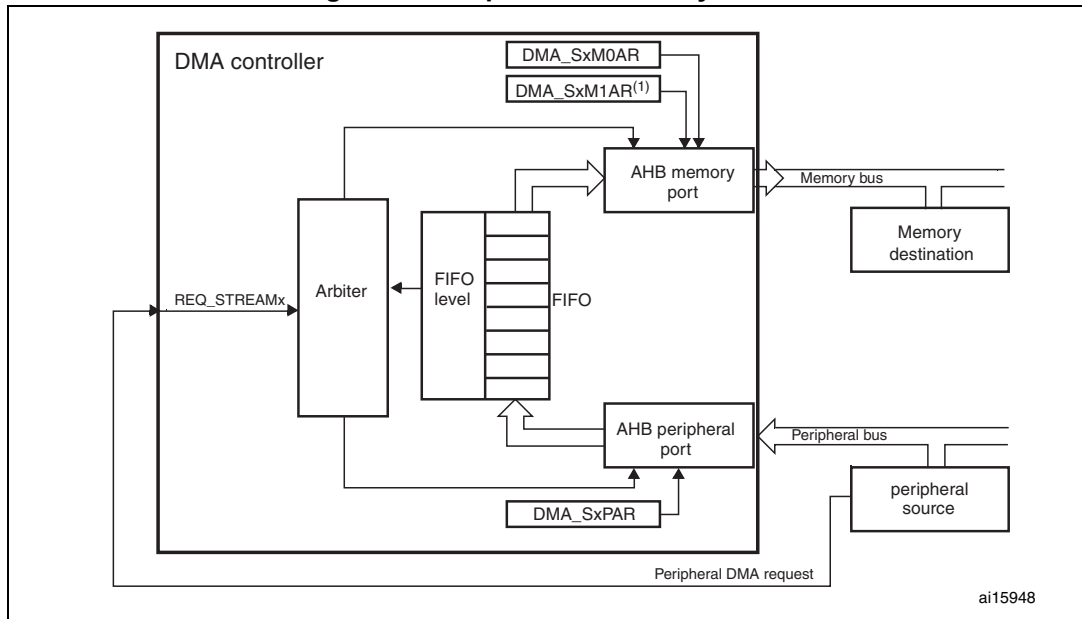 DMA controller
DMA_SxM0AR
DMA_SxM1AR(1)
AHB memory
port
Memory bus
Memory
destination
REQ_STREAMx
Arbiter
FIFO
level
FIFO
AHB peripheral
port
Peripheral bus
peripheral
source
DMA_SxPAR
Peripheral DMA request
ai15948